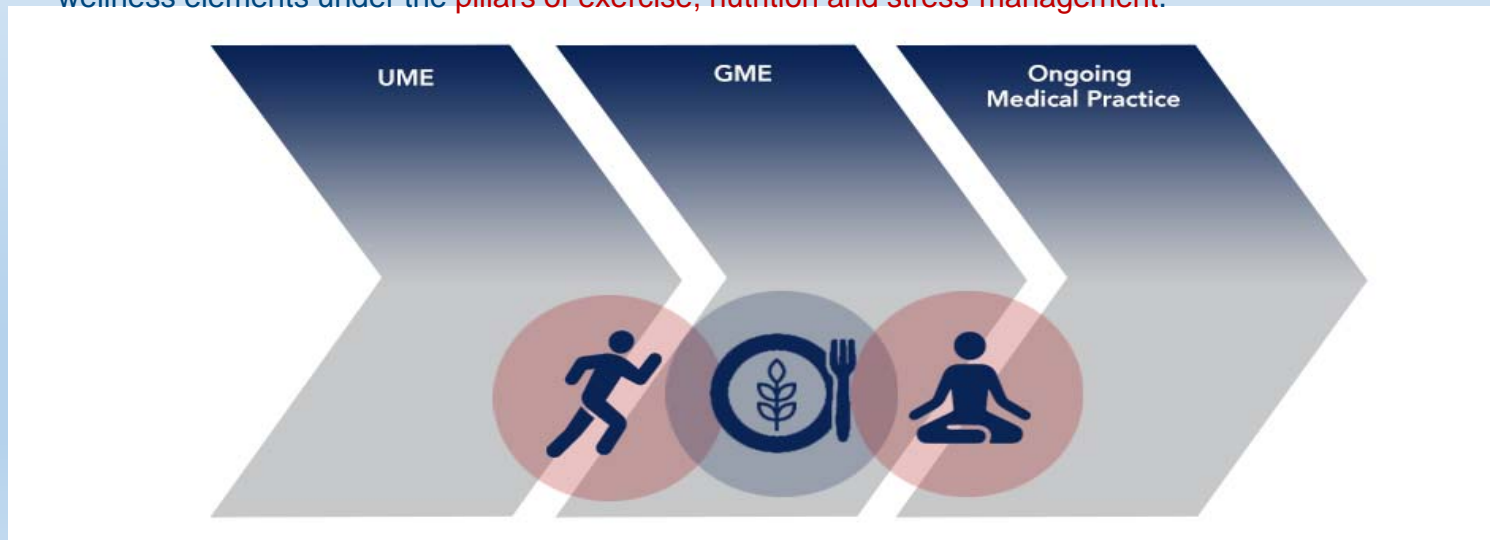 wellness elements under the pillars of exercise, nutrition and stress management.
UME
GME
Ongoing
Medical Practice